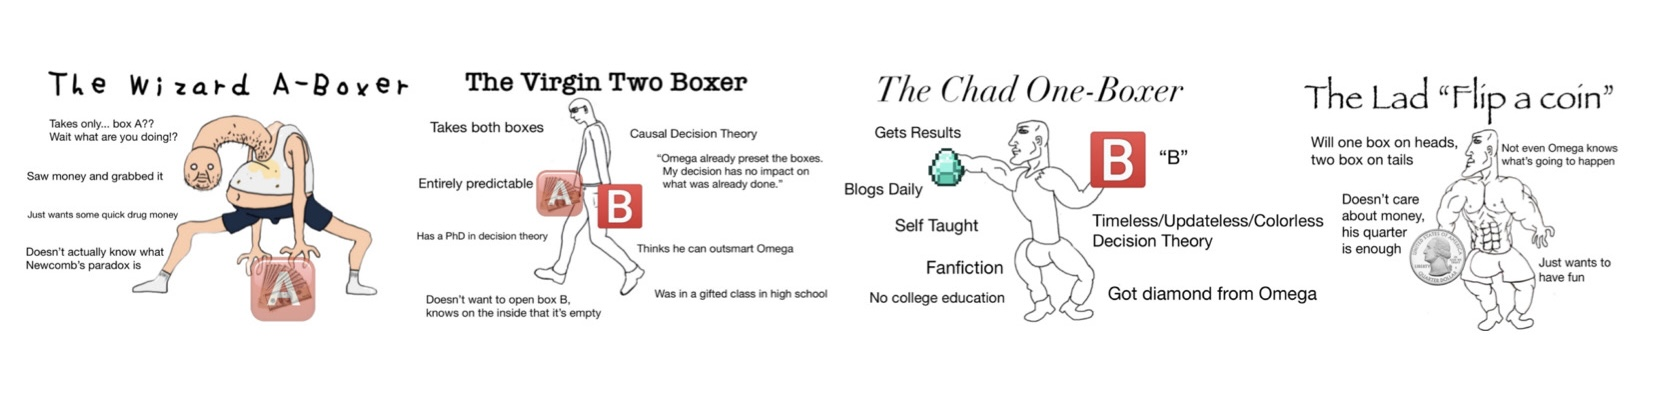 The Wizard A-Boxer
Takes only... box A??
Wait what are you doing!?
Saw money and grabbed it
Just wants some quick drug money
Doesn't actually know what
Newcomb's paradox is
A
The Virgin Two Boxer
Takes both boxes
Causal Decision Theory
"Omega already preset the boxes.
My decision has no impact on
what was already done."
Entirely predictable
A
B
Has a PhD in decision theory
Thinks he can outsmart Omega
Doesn't want to open box B,
knows on the inside that it's empty
Was in a gifted class in high school
The Chad One-Boxer
Gets Results
B
"B"
Blogs Daily
Self Taught
Timeless/Updateless/Colorless
Decision Theory
Fanfiction
No college education
Got diamond from Omega
The Lad "Flip a coin"
Will one box on heads,
two box on tails
Not even Omega knows
what's going to happen
Doesn't care
about money,
his quarter
is enough
Just wants to
have fun